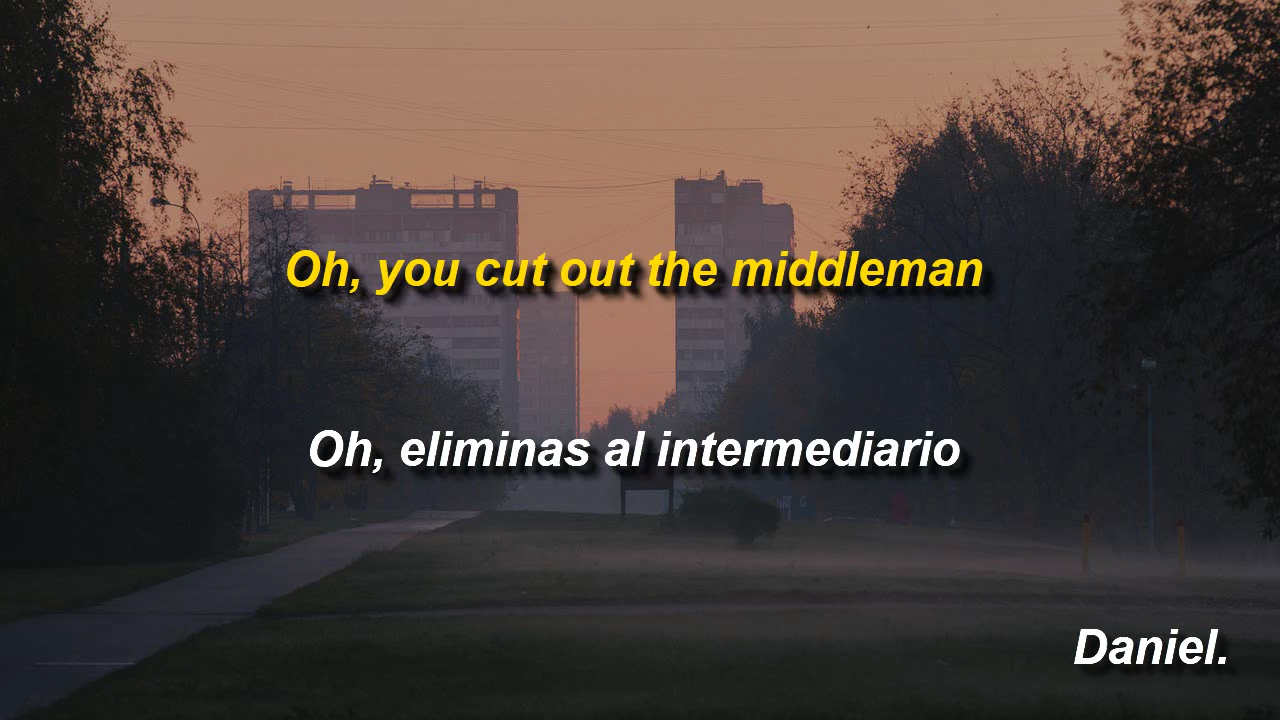 Oh, you cut out the middleman
Oh, eliminas al intermediario
Daniel.